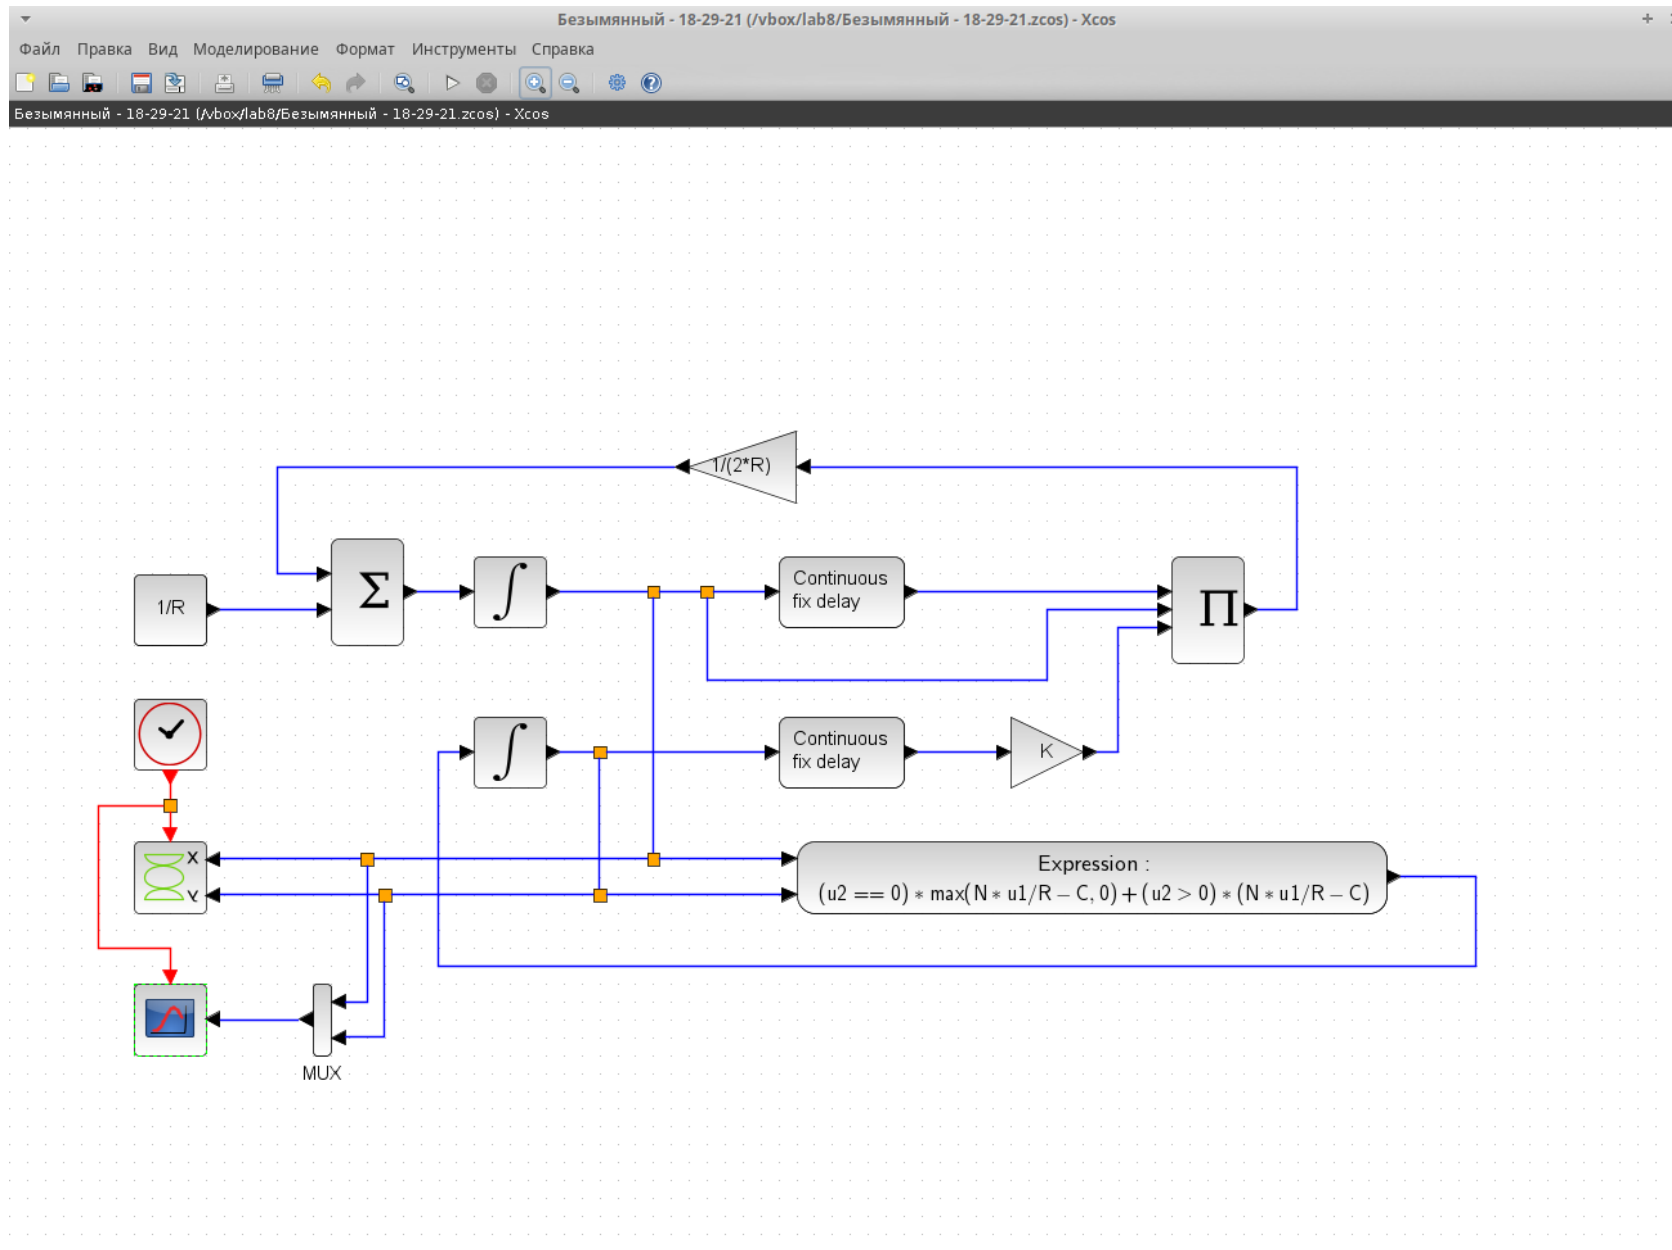 Безымянный - 18-29-21 (/vbox/lab8/Безымянный - 18-29-21.zcos) - Xcos
Файл Правка Вид Моделирование Формат Инструменты Справка
Безымянный - 18-29-21 (/vbox/lab8/Безымянный - 18-29-21.zcos) - Xcos
1/(2*R)
1/R
Σ
∫
Continuous
fix delay
Π
∫
Continuous
fix delay
K
X
Y
Expression :
(u2 == 0) * max(N * u1/R − C, 0) + (u2 > 0) * (N * u1/R − C)
MUX